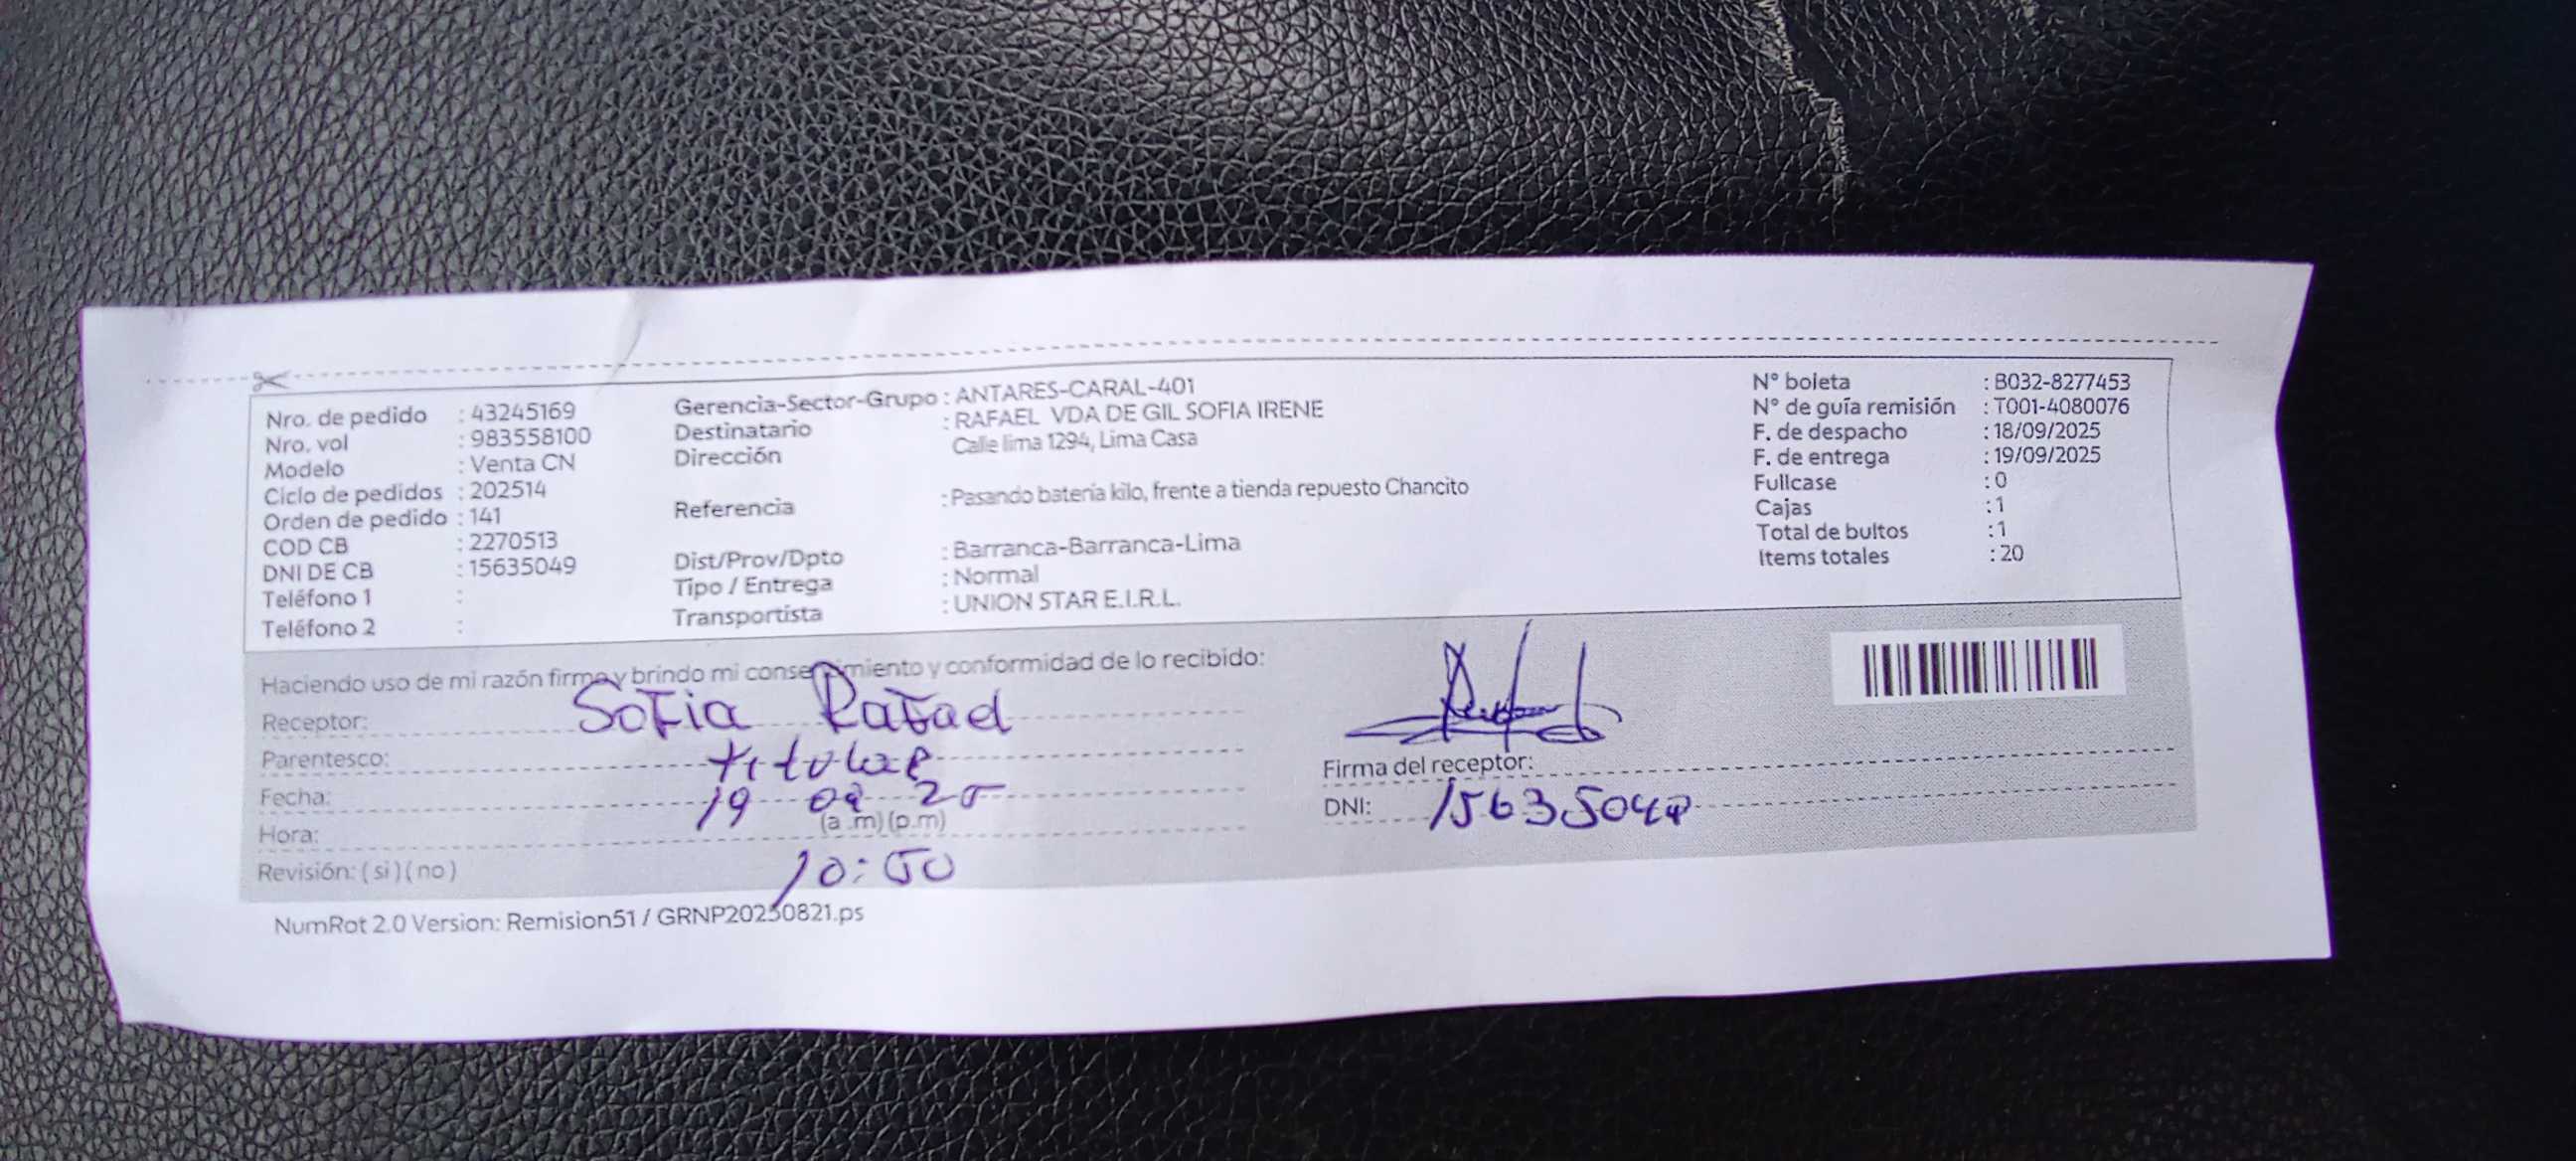 Nro. de pedido : 43245169
Nro. vol : 983558100
Modelo : Venta CN
Ciclo de pedidos : 202514
Orden de pedido : 141
COD CB : 2270513
DNI DE CB : 15635049
Teléfono 1 :
Teléfono 2 :
Gerencia-Sector-Grupo : ANTARES-CARAL-401
Destinatario : RAFAEL VDA DE GIL SOFIA IRENE
Dirección Calle lima 1294, Lima Casa
Referencia : Pasando batería kilo, frente a tienda repuesto Chancito
Dist/Prov/Dpto : Barranca-Barranca-Lima
Tipo / Entrega : Normal
Transportista : UNION STAR E.I.R.L.
N° boleta : B032-8277453
N° de guía remisión : T001-4080076
F. de despacho : 18/09/2025
F. de entrega : 19/09/2025
Fullcase : 0
Cajas : 1
Total de bultos : 1
Items totales : 20
Haciendo uso de mi razón firmo y brindo mi consentimiento y conformidad de lo recibido:
Receptor: Sofia Rafael
Parentesco: titular
Fecha: 19 09 25
Hora: (a.m) (p.m)
10:50
Revisión: ( si ) ( no )
Firma del receptor:
DNI: 15635049
NumRot 2.0 Version: Remision51 / GRNP20250821.ps